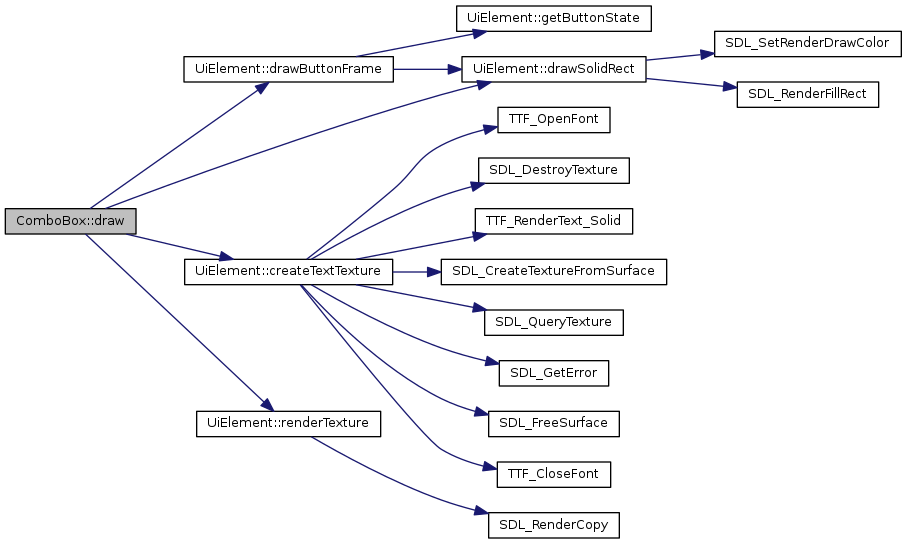 UiElement::getButtonState
SDL_SetRenderDrawColor
UiElement::drawButtonFrame
UiElement::drawSolidRect
SDL_RenderFillRect
TTF_OpenFont
SDL_DestroyTexture
ComboBox::draw
TTF_RenderText_Solid
UiElement::createTextTexture
SDL_CreateTextureFromSurface
SDL_QueryTexture
SDL_GetError
UiElement::renderTexture
SDL_FreeSurface
TTF_CloseFont
SDL_RenderCopy